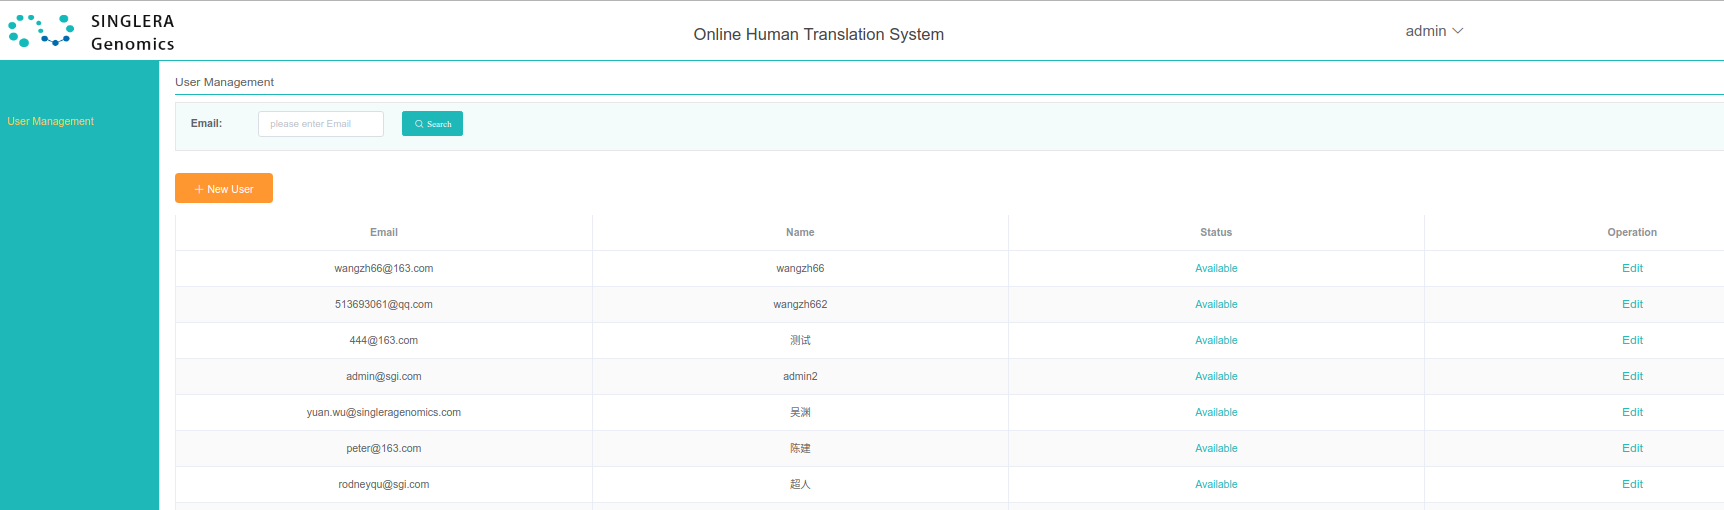 SINGLERA
Genomics
Online Human Translation System
admin
User Management
User Management
Email: please enter Email Search
+ New User
Email Name Status Operation
wangzh66@163.com wangzh66 Available Edit
513693061@qq.com wangzh662 Available Edit
444@163.com 测试 Available Edit
admin@sgi.com admin2 Available Edit
yuan.wu@singleragenomics.com 吴渊 Available Edit
peter@163.com 陈建 Available Edit
rodneyqu@sgi.com 超人 Available Edit